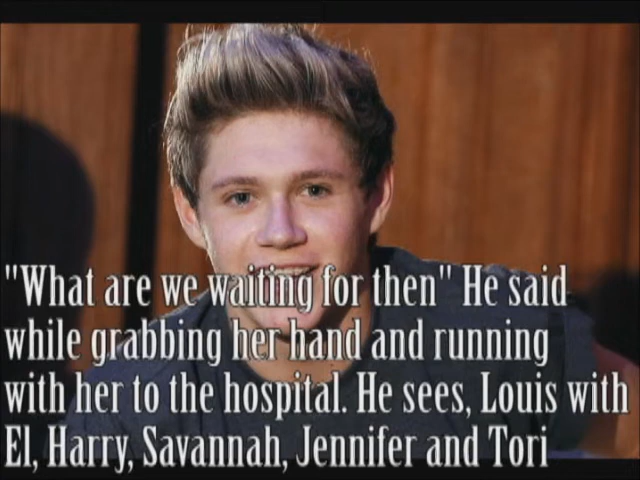 "What are we waiting for then" He said
while grabbing her hand and running
with her to the hospital. He sees, Louis with
El, Harry, Savannah, Jennifer and Tori